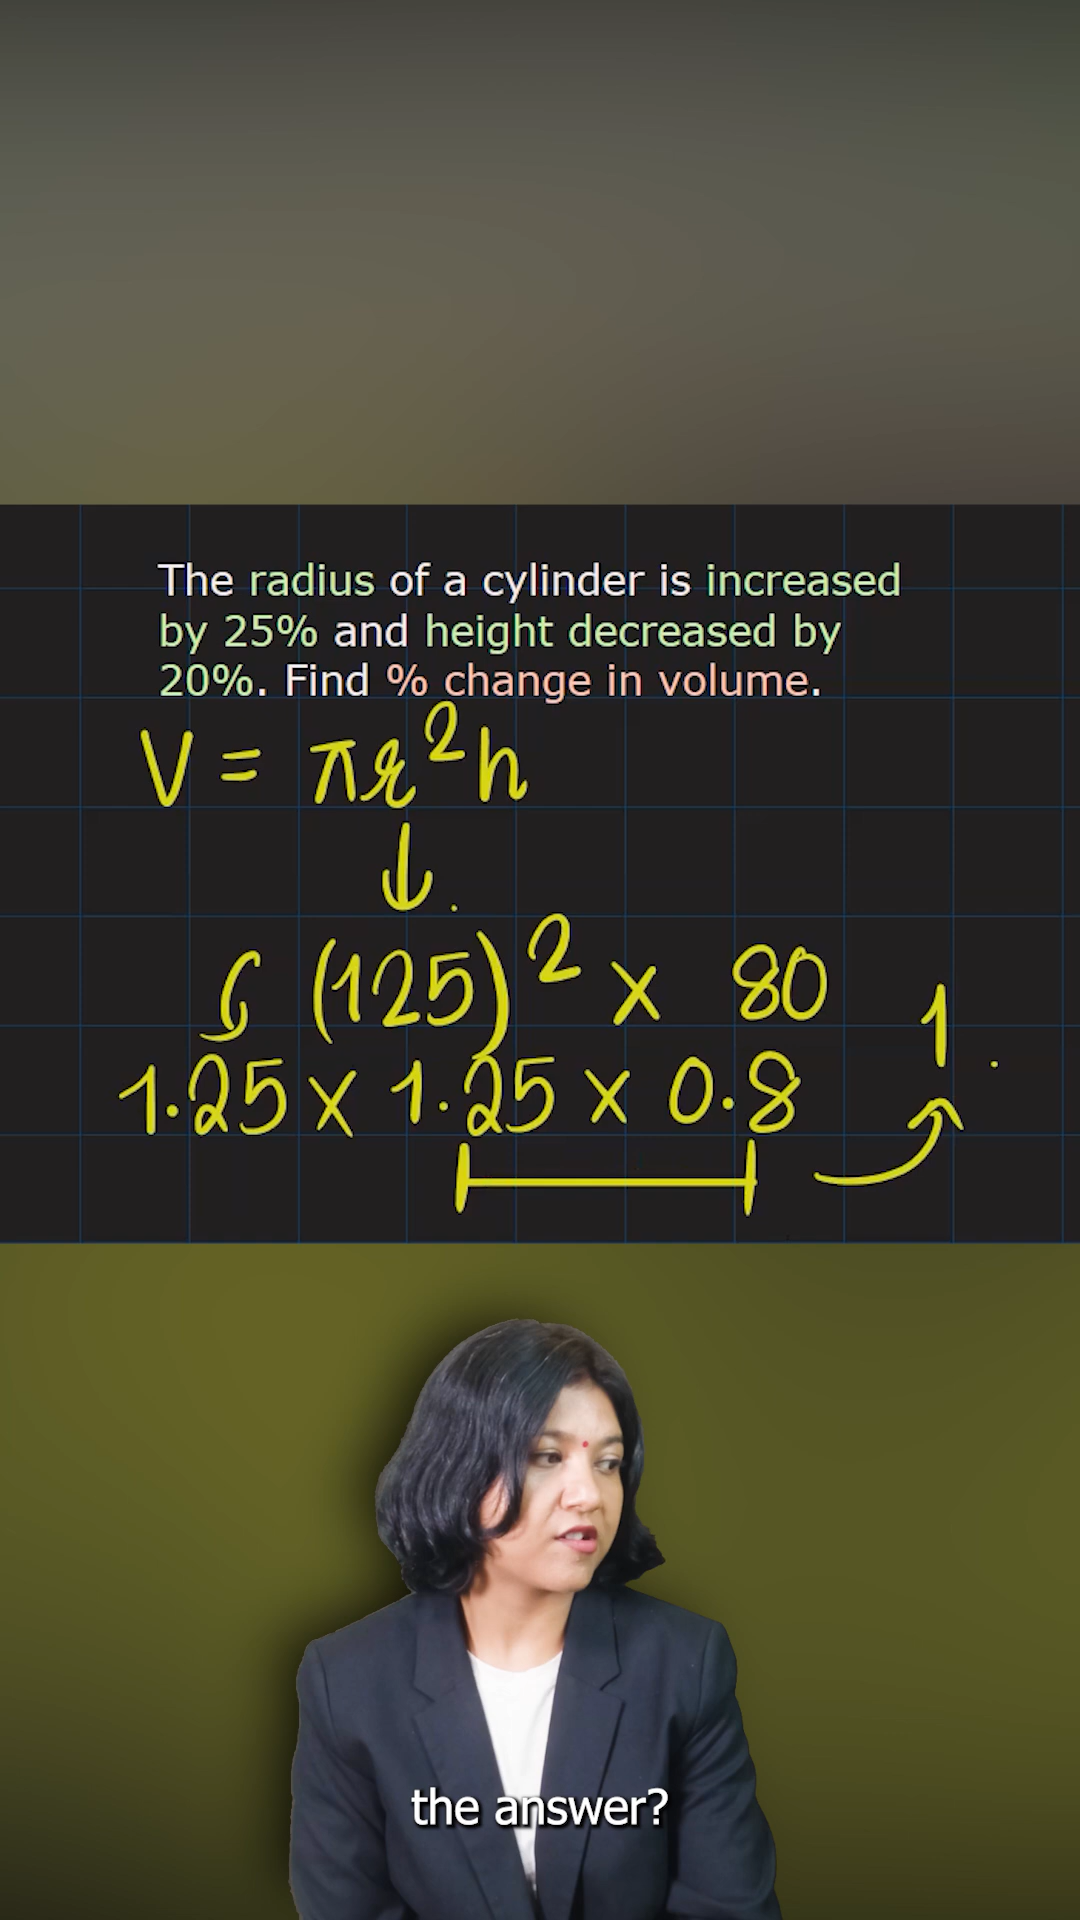 The radius of a cylinder is increased
by 25% and height decreased by
20%. Find % change in volume.
V = πr²h
(125)² x 80
1
1.25 x 1.25 x 0.8
the answer?